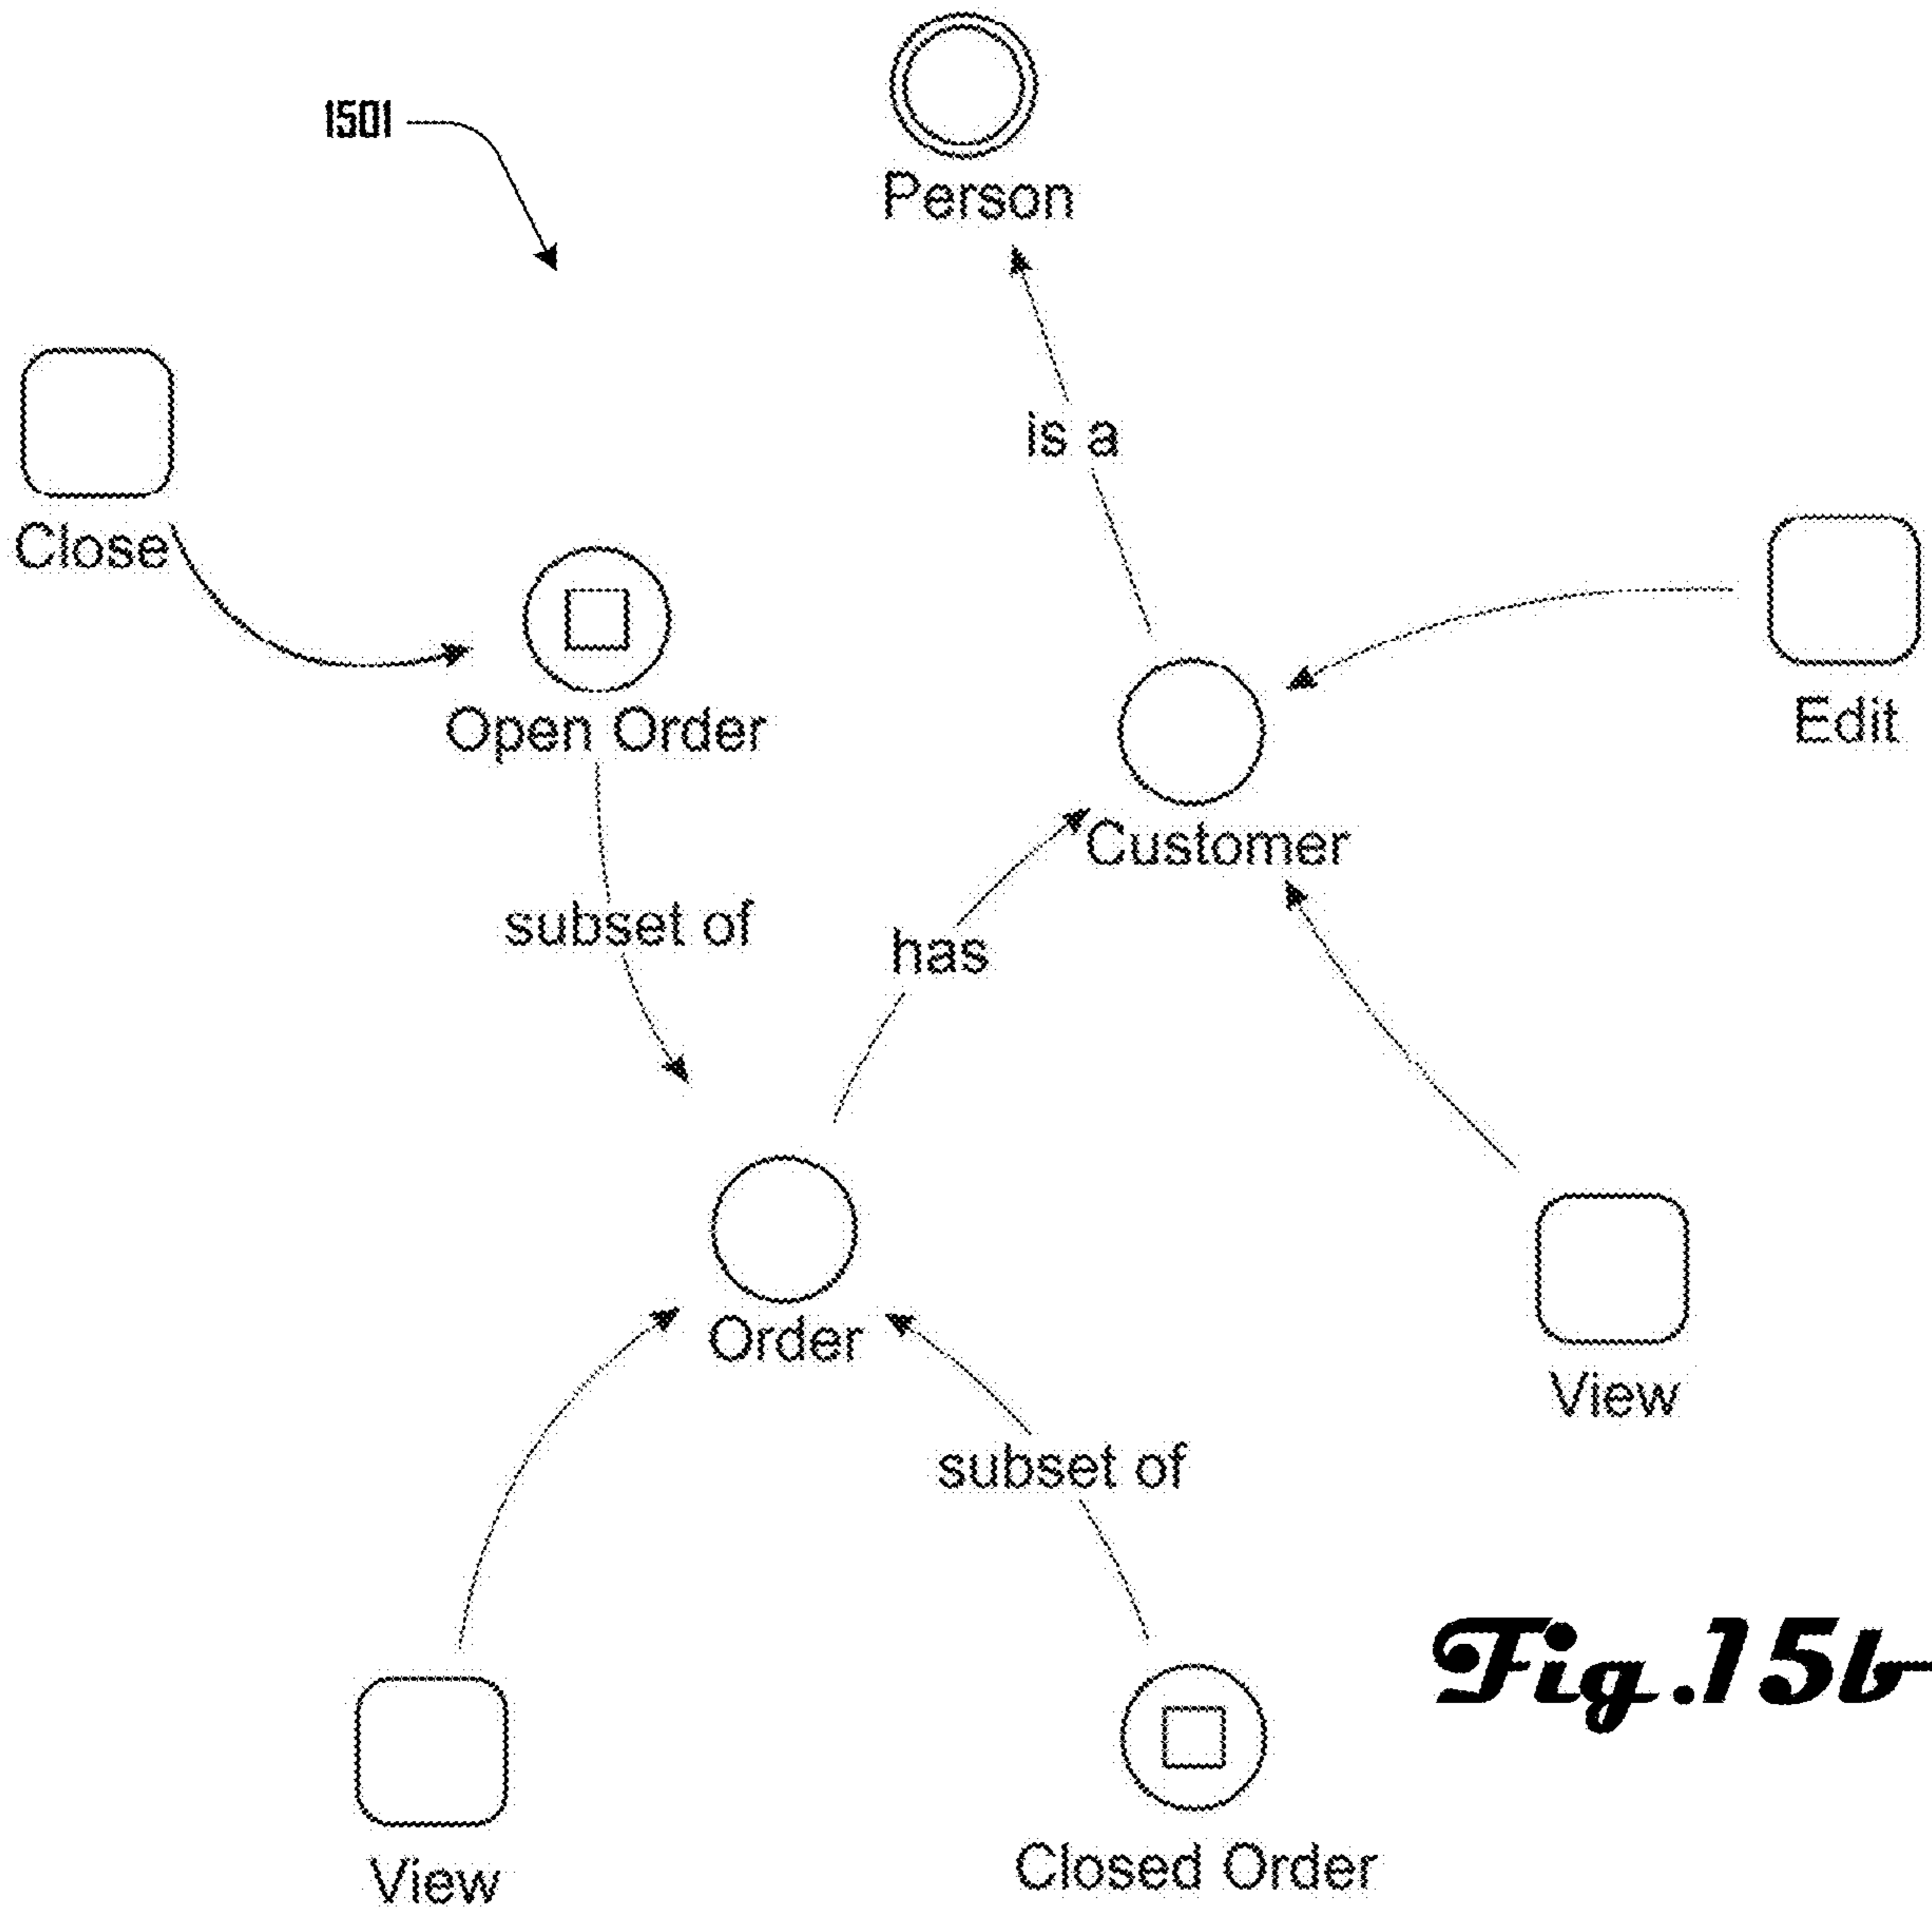 1501
Person
is a
Close
Edit
Open Order
Customer
subset of
has
Order
View
subset of
View
Closed Order
Fig.15b